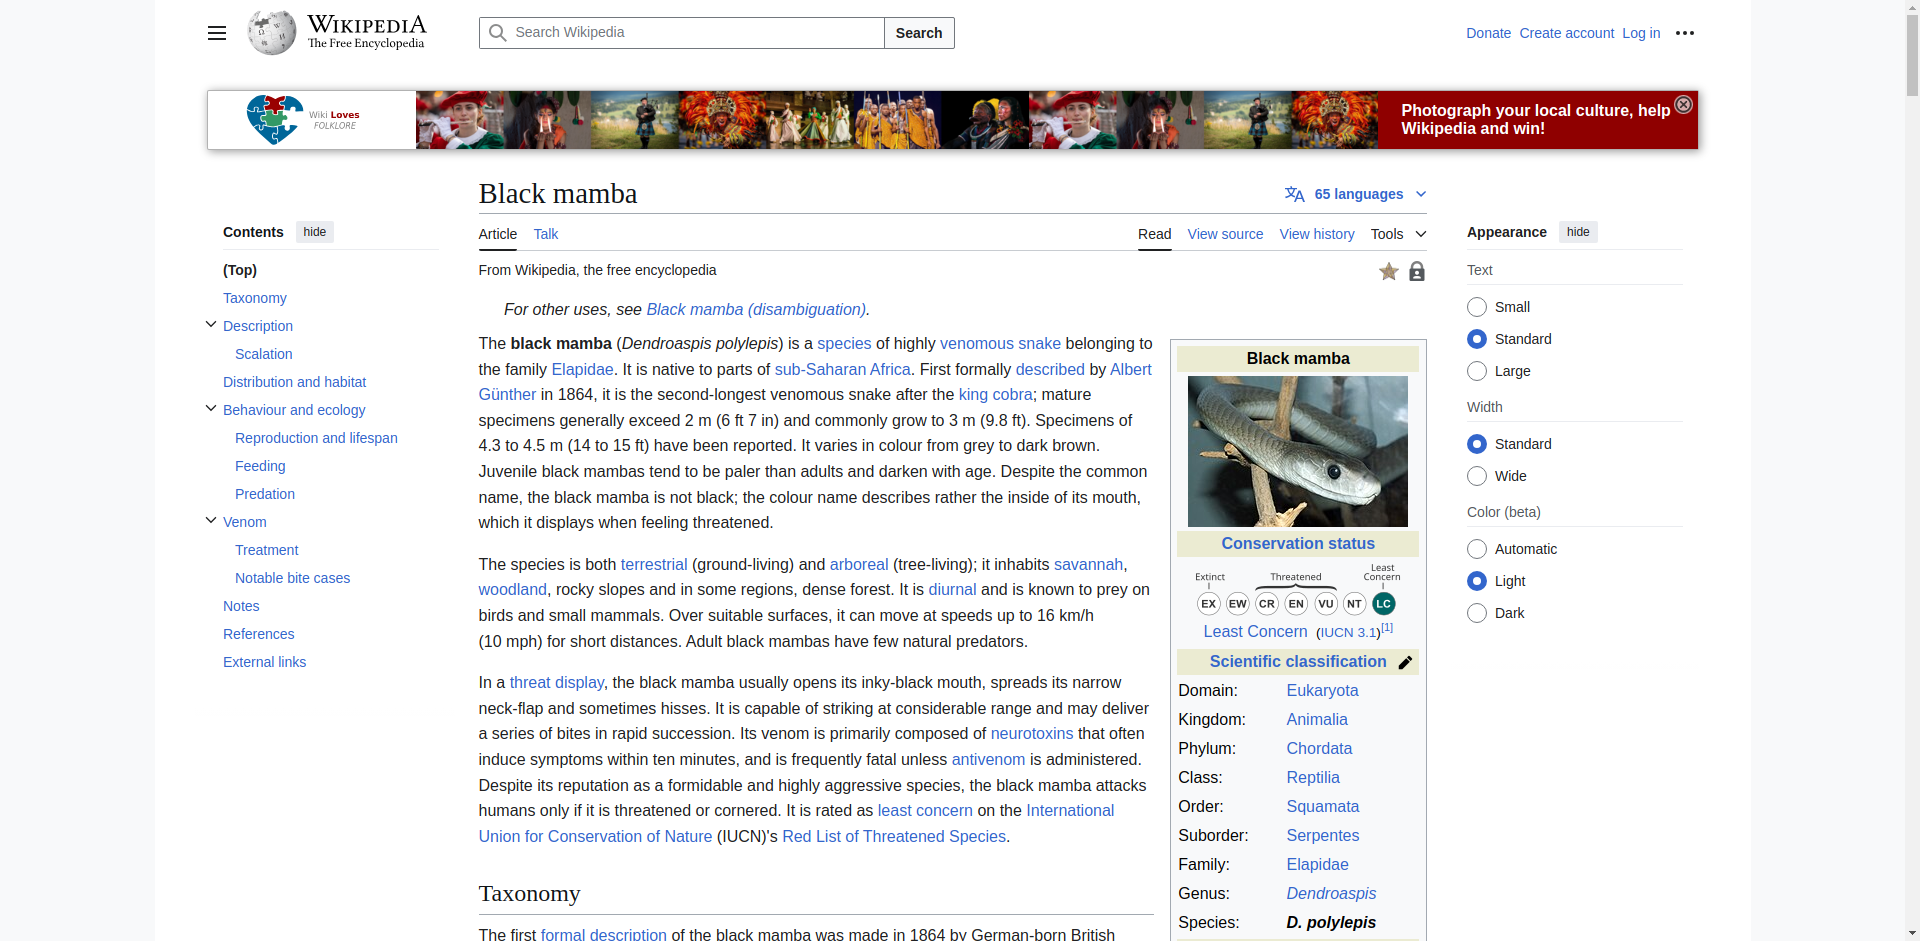 WIKIPEDIA
The Free Encyclopedia
Search Wikipedia
Search
Donate
Create account
Log in
Wiki Loves
FOLKLORE
Photograph your local culture, help
Wikipedia and win!
Black mamba
65 languages
Contents
hide
(Top)
Taxonomy
Description
Scalation
Distribution and habitat
Behaviour and ecology
Reproduction and lifespan
Feeding
Predation
Venom
Treatment
Notable bite cases
Notes
References
External links
Article
Talk
Read
View source
View history
Tools
From Wikipedia, the free encyclopedia
For other uses, see Black mamba (disambiguation).
The black mamba (Dendroaspis polylepis) is a species of highly venomous snake belonging to
the family Elapidae. It is native to parts of sub-Saharan Africa. First formally described by Albert
Günther in 1864, it is the second-longest venomous snake after the king cobra; mature
specimens generally exceed 2 m (6 ft 7 in) and commonly grow to 3 m (9.8 ft). Specimens of
4.3 to 4.5 m (14 to 15 ft) have been reported. It varies in colour from grey to dark brown.
Juvenile black mambas tend to be paler than adults and darken with age. Despite the common
name, the black mamba is not black; the colour name describes rather the inside of its mouth,
which it displays when feeling threatened.
The species is both terrestrial (ground-living) and arboreal (tree-living); it inhabits savannah,
woodland, rocky slopes and in some regions, dense forest. It is diurnal and is known to prey on
birds and small mammals. Over suitable surfaces, it can move at speeds up to 16 km/h
(10 mph) for short distances. Adult black mambas have few natural predators.
In a threat display, the black mamba usually opens its inky-black mouth, spreads its narrow
neck-flap and sometimes hisses. It is capable of striking at considerable range and may deliver
a series of bites in rapid succession. Its venom is primarily composed of neurotoxins that often
induce symptoms within ten minutes, and is frequently fatal unless antivenom is administered.
Despite its reputation as a formidable and highly aggressive species, the black mamba attacks
humans only if it is threatened or cornered. It is rated as least concern on the International
Union for Conservation of Nature (IUCN)'s Red List of Threatened Species.
Taxonomy
The first formal description of the black mamba was made in 1864 by German-born British
Black mamba
Conservation status
Extinct
Threatened
Least
Concern
EX EW CR EN VU NT LC
Least Concern (IUCN 3.1)[1]
Scientific classification
Domain: Eukaryota
Kingdom: Animalia
Phylum: Chordata
Class: Reptilia
Order: Squamata
Suborder: Serpentes
Family: Elapidae
Genus: Dendroaspis
Species: D. polylepis
Appearance
hide
Text
Small
Standard
Large
Width
Standard
Wide
Color (beta)
Automatic
Light
Dark